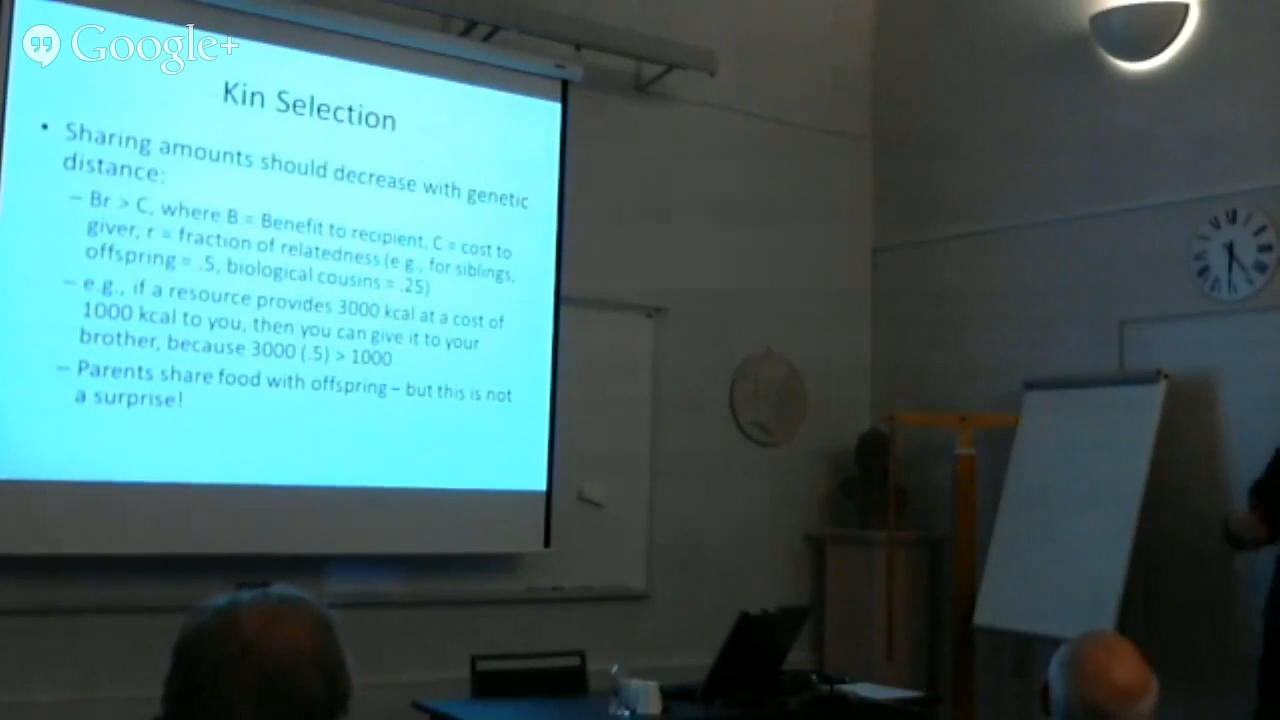 Google+
Kin Selection
• Sharing amounts should decrease with genetic
distance:
– Br > C, where B = Benefit to recipient, C = cost to
giver, r = fraction of relatedness (e.g., for siblings,
offspring = .5, biological cousins = .25)
– e.g., if a resource provides 3000 kcal at a cost of
1000 kcal to you, then you can give it to your
brother, because 3000 (.5) > 1000
– Parents share food with offspring – but this is not
a surprise!